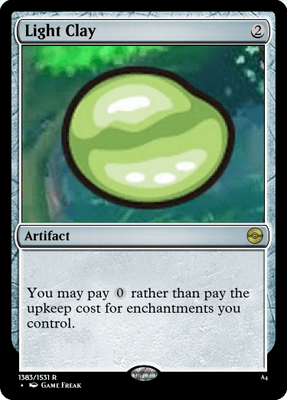 Light Clay 2
Artifact
You may pay 0 rather than pay the
upkeep cost for enchantments you
control.
1383/1531 R A4
• GAME FREAK